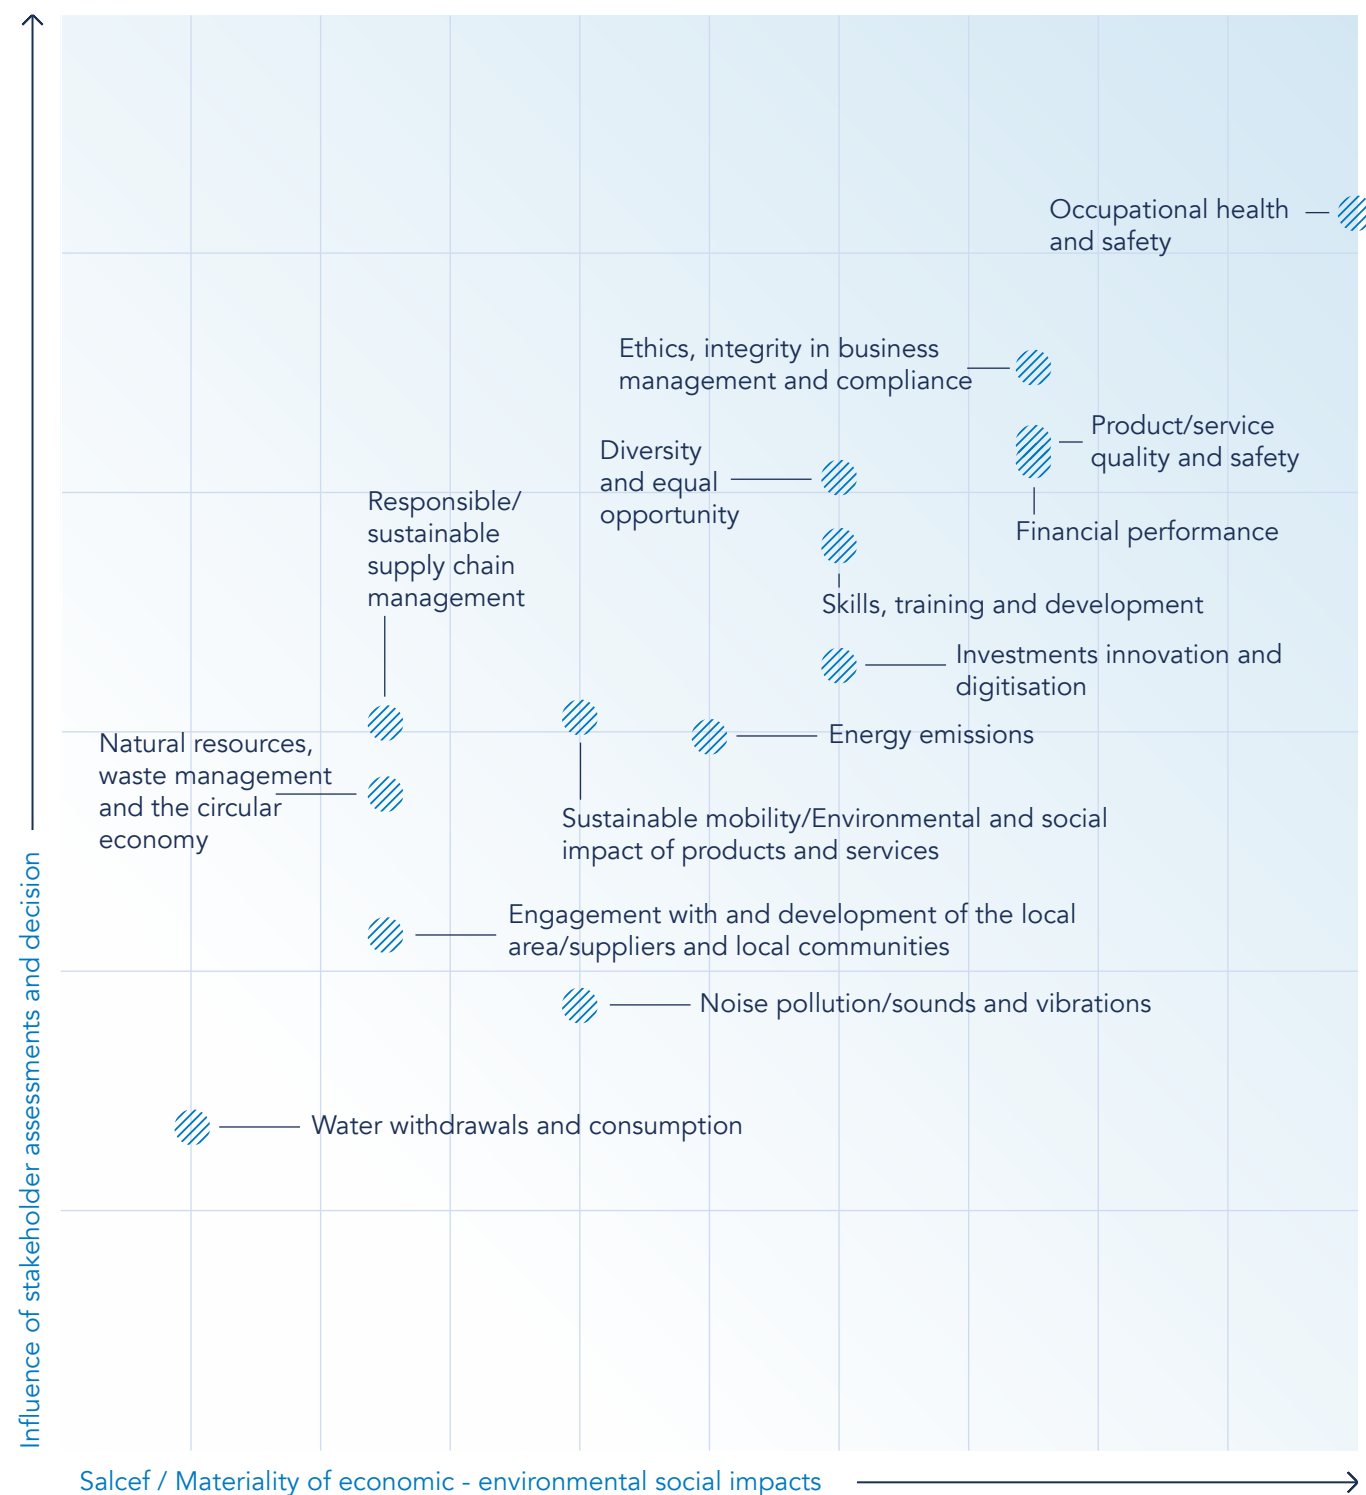 Occupational health
and safety
Ethics, integrity in business
management and compliance
Product/service
quality and safety
Diversity
and equal
opportunity
Financial performance
Responsible/
sustainable
supply chain
management
Skills, training and development
Investments innovation and
digitisation
Energy emissions
Natural resources,
waste management
and the circular
economy
Sustainable mobility/Environmental and social
impact of products and services
Engagement with and development of the local
area/suppliers and local communities
Noise pollution/sounds and vibrations
Water withdrawals and consumption
Influence of stakeholder assessments and decision
Salcef / Materiality of economic - environmental social impacts